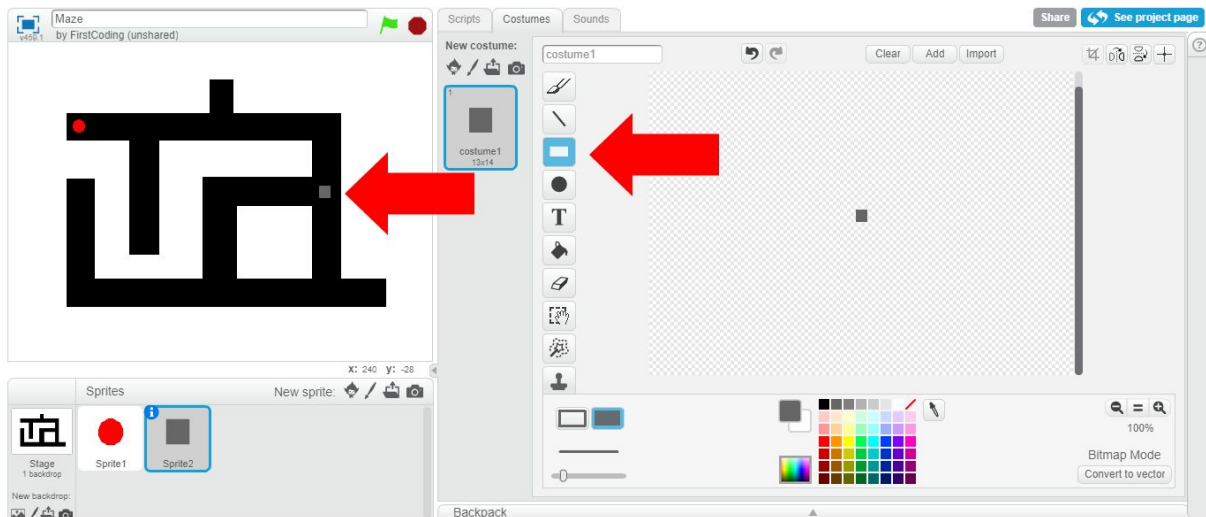 Maze
v459.1
by FirstCoding (unshared)
Scripts
Costumes
Sounds
Share
See project page
New costume:
costume1
Clear
Add
Import
?
1
costume1
13x14
T
x: 240 y: -28
Sprites
New sprite:
i
Stage
1 backdrop
Sprite1
Sprite2
New backdrop:
100%
Bitmap Mode
Convert to vector
Backpack